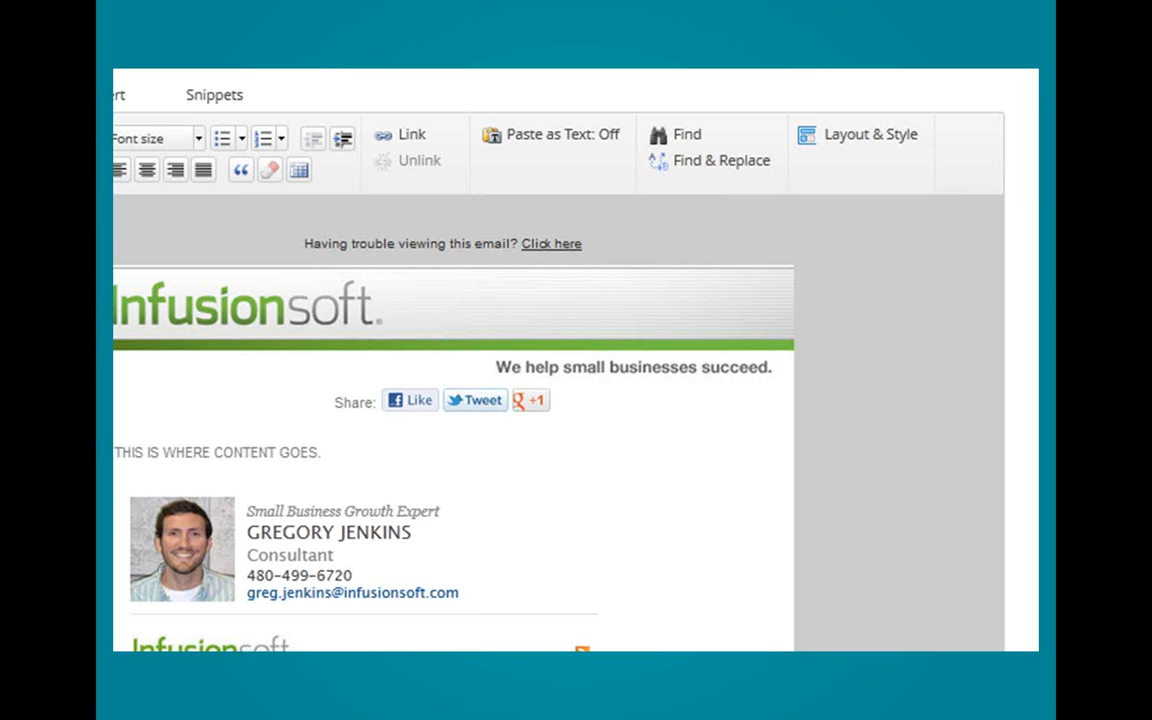 ert Snippets
Font size Link Paste as Text: Off Find Layout & Style
Unlink Find & Replace
Having trouble viewing this email? Click here
Infusionsoft.
We help small businesses succeed.
Share: Like Tweet +1
THIS IS WHERE CONTENT GOES.
Small Business Growth Expert
GREGORY JENKINS
Consultant
480-499-6720
greg.jenkins@infusionsoft.com
Infusionsoft